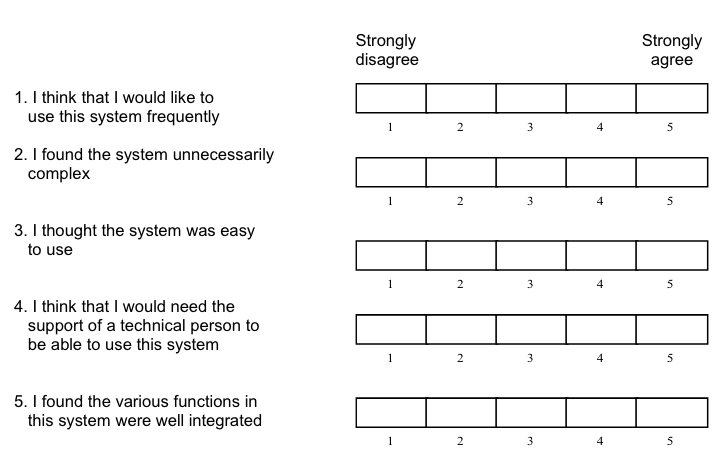 Strongly disagree
Strongly agree
1. I think that I would like to
use this system frequently
1 2 3 4 5
2. I found the system unnecessarily
complex
1 2 3 4 5
3. I thought the system was easy
to use
1 2 3 4 5
4. I think that I would need the
support of a technical person to
be able to use this system
1 2 3 4 5
5. I found the various functions in
this system were well integrated
1 2 3 4 5